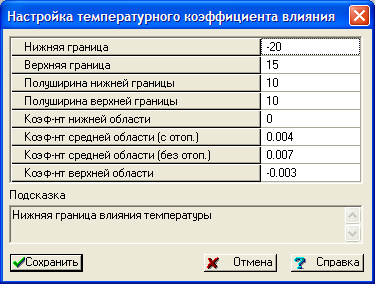 Настройка температурного коэффициента влияния
Нижняя граница -20
Верхняя граница 15
Полуширина нижней границы 10
Полуширина верхней границы 10
Коэф-нт нижней области 0
Коэф-нт средней области (с отоп.) 0.004
Коэф-нт средней области (без отоп.) 0.007
Коэф-нт верхней области -0.003
Подсказка
Нижняя граница влияния температуры
Сохранить Отмена ? Справка